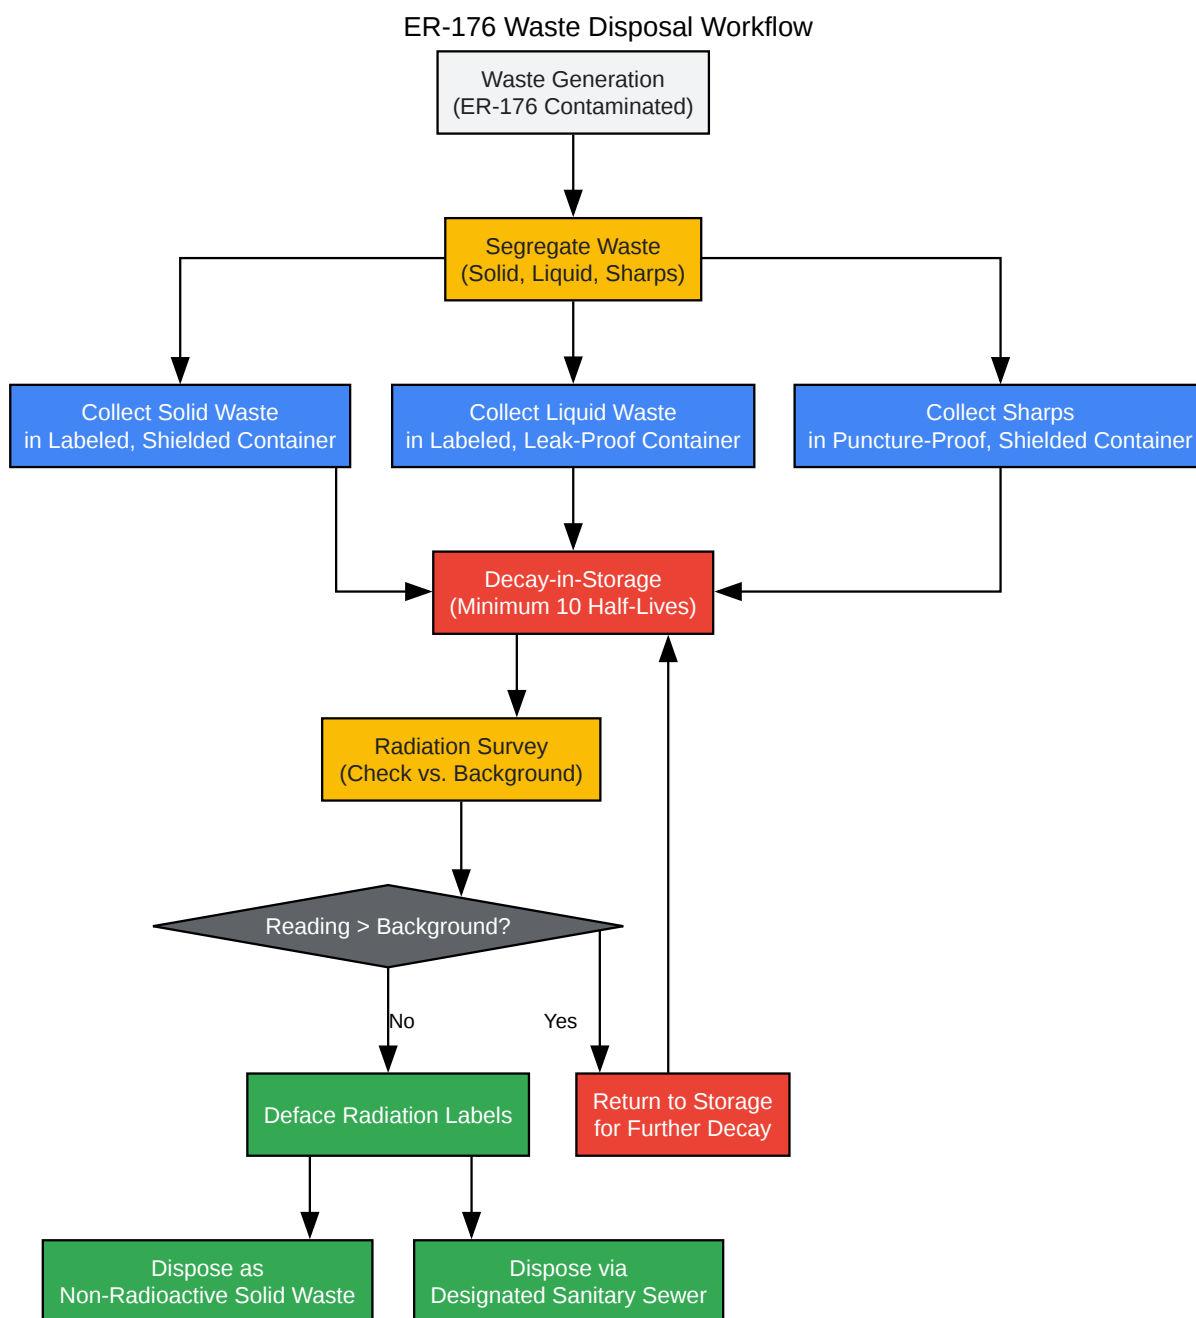 ER-176 Waste Disposal Workflow
Waste Generation
(ER-176 Contaminated)
Segregate Waste
(Solid, Liquid, Sharps)
Collect Solid Waste
in Labeled, Shielded Container
Collect Liquid Waste
in Labeled, Leak-Proof Container
Collect Sharps
in Puncture-Proof, Shielded Container
Decay-in-Storage
(Minimum 10 Half-Lives)
Radiation Survey
(Check vs. Background)
Reading > Background?
No
Yes
Deface Radiation Labels
Return to Storage
for Further Decay
Dispose as
Non-Radioactive Solid Waste
Dispose via
Designated Sanitary Sewer